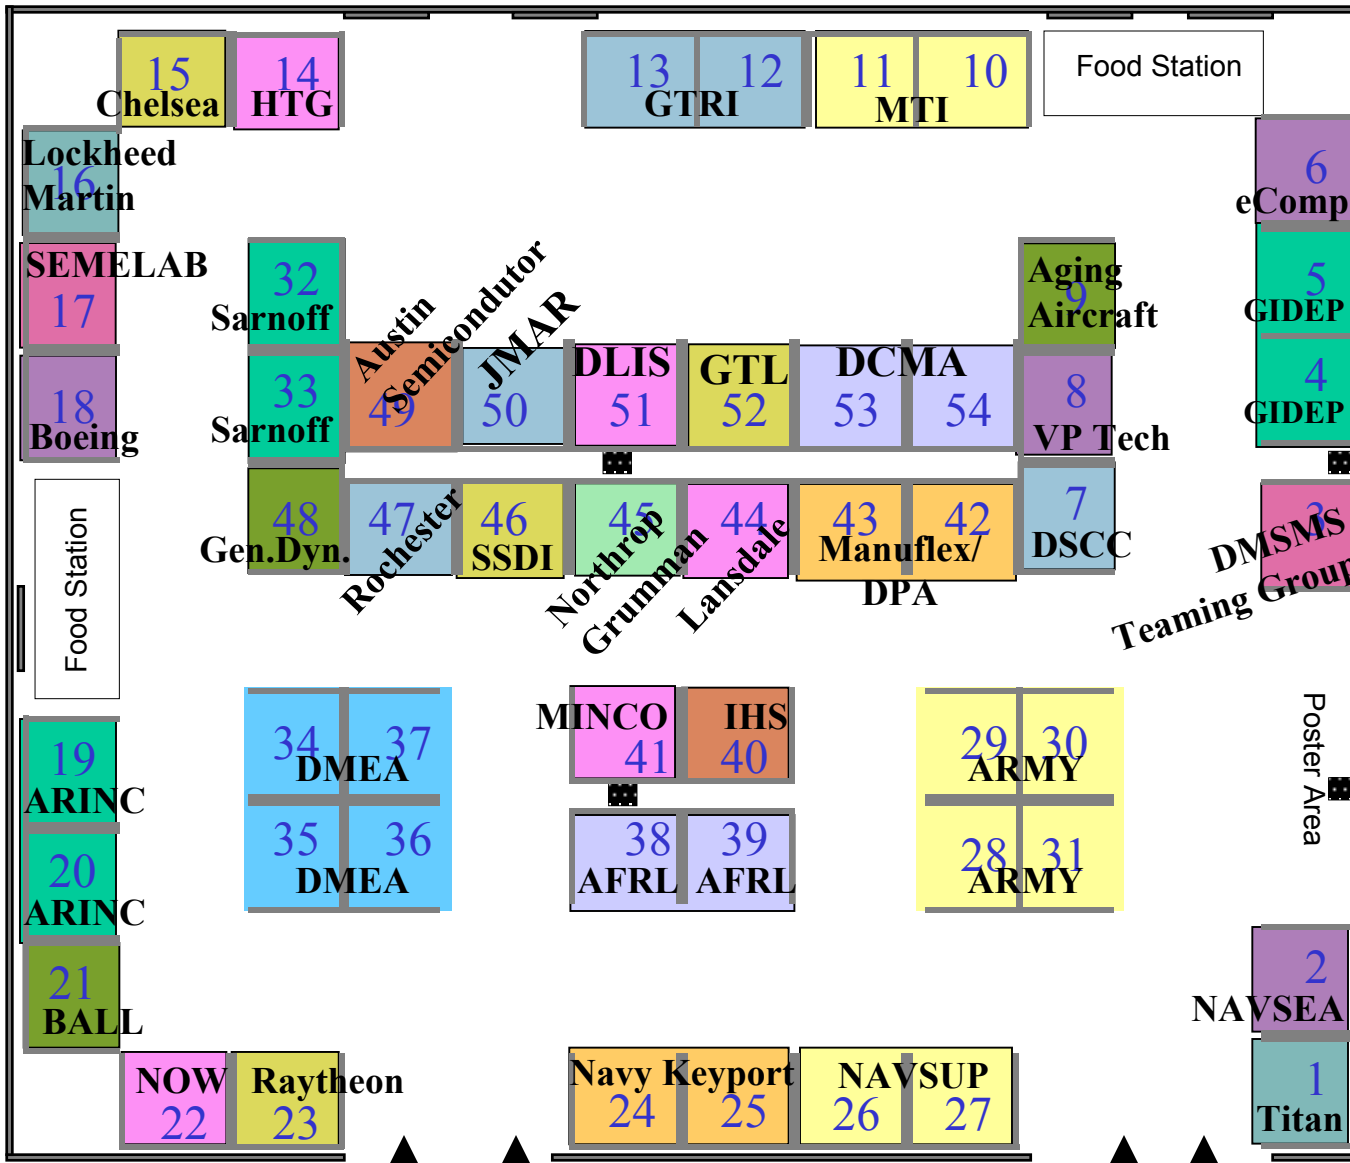 15
Chelsea
14
HTG
13
12
GTRI
11
10
MTI
Food Station
Lockheed
16
Martin
6
eComp
SEMELAB
17
32
Sarnoff
Austin
Semicondutor
JMAR
9
Aging
Aircraft
5
GIDEP
18
Boeing
33
Sarnoff
49
50
DLIS
51
GTL
52
DCMA
53
54
8
VP Tech
4
GIDEP
Food Station
48
Gen.Dyn.
47
Rochester
46
SSDI
45
Northrop
Grumman
44
Lansdale
43
42
Manuflex/
DPA
7
DSCC
3
DMSMS
Teaming Group
19
ARINC
34
37
DMEA
MINCO
41
IHS
40
29
30
ARMY
Poster Area
20
ARINC
35
36
DMEA
38
AFRL
39
AFRL
28
31
ARMY
21
BALL
2
NAVSEA
NOW
22
Raytheon
23
Navy Keyport
24
25
NAVSUP
26
27
1
Titan